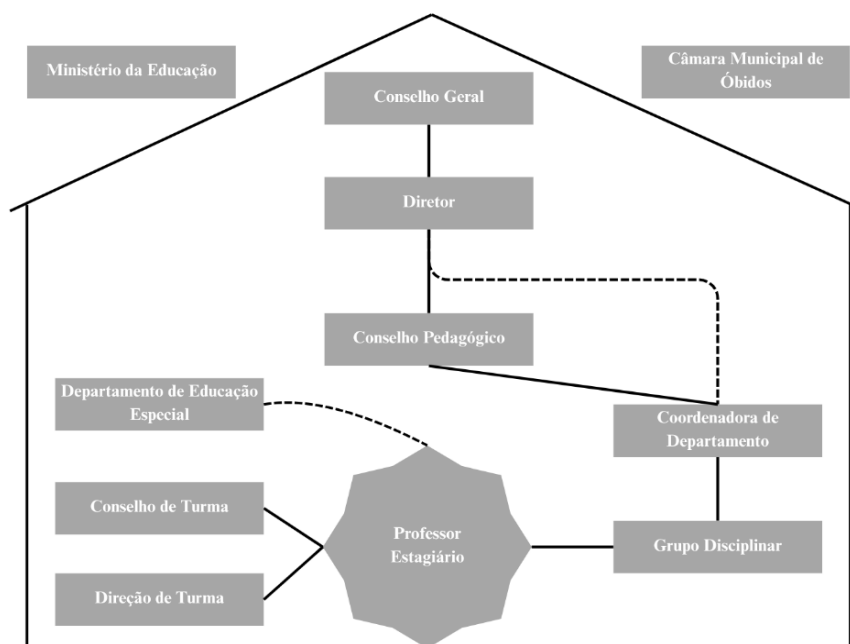 Ministério da Educação
Câmara Municipal de
Óbidos
Conselho Geral
Diretor
Conselho Pedagógico
Departamento de Educação
Especial
Coordenadora de
Departamento
Conselho de Turma
Professor
Estagiário
Grupo Disciplinar
Direção de Turma